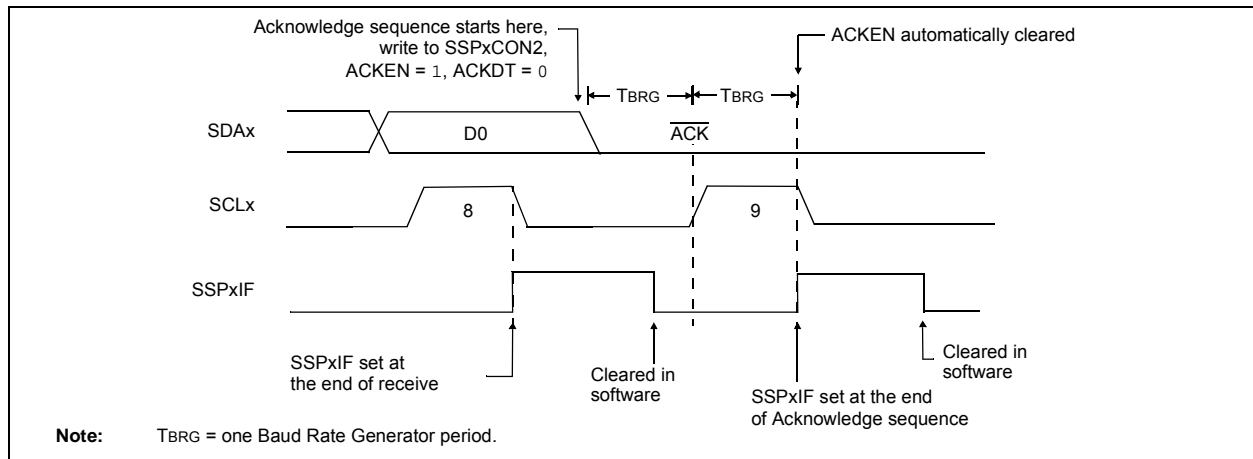 Acknowledge sequence starts here,
write to SSPxCON2,
ACKEN = 1, ACKDT = 0
ACKEN automatically cleared
TBRG
TBRG
SDAx
D0
ACK
SCLx
8
9
SSPxIF
SSPxIF set at
the end of receive
Cleared in
software
SSPxIF set at the end
of Acknowledge sequence
Cleared in
software
Note: TBRG = one Baud Rate Generator period.